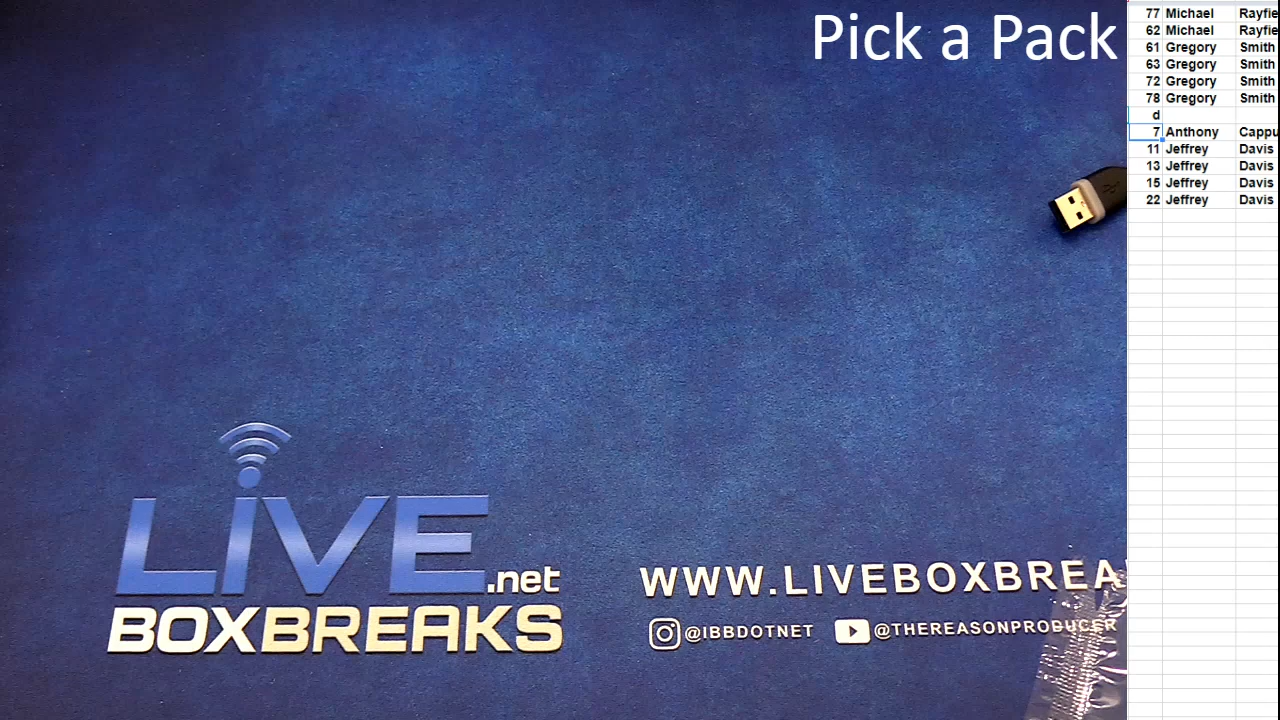 Pick a Pack
77 Michael Rayfie
62 Michael Rayfie
61 Gregory Smith
63 Gregory Smith
72 Gregory Smith
78 Gregory Smith
d
7 Anthony Cappu
11 Jeffrey Davis
13 Jeffrey Davis
15 Jeffrey Davis
22 Jeffrey Davis
LIVE.net
BOXBREAKS
WWW.LIVEBOXBREA
@IBBDOTNET @THEREASONPRODUCER